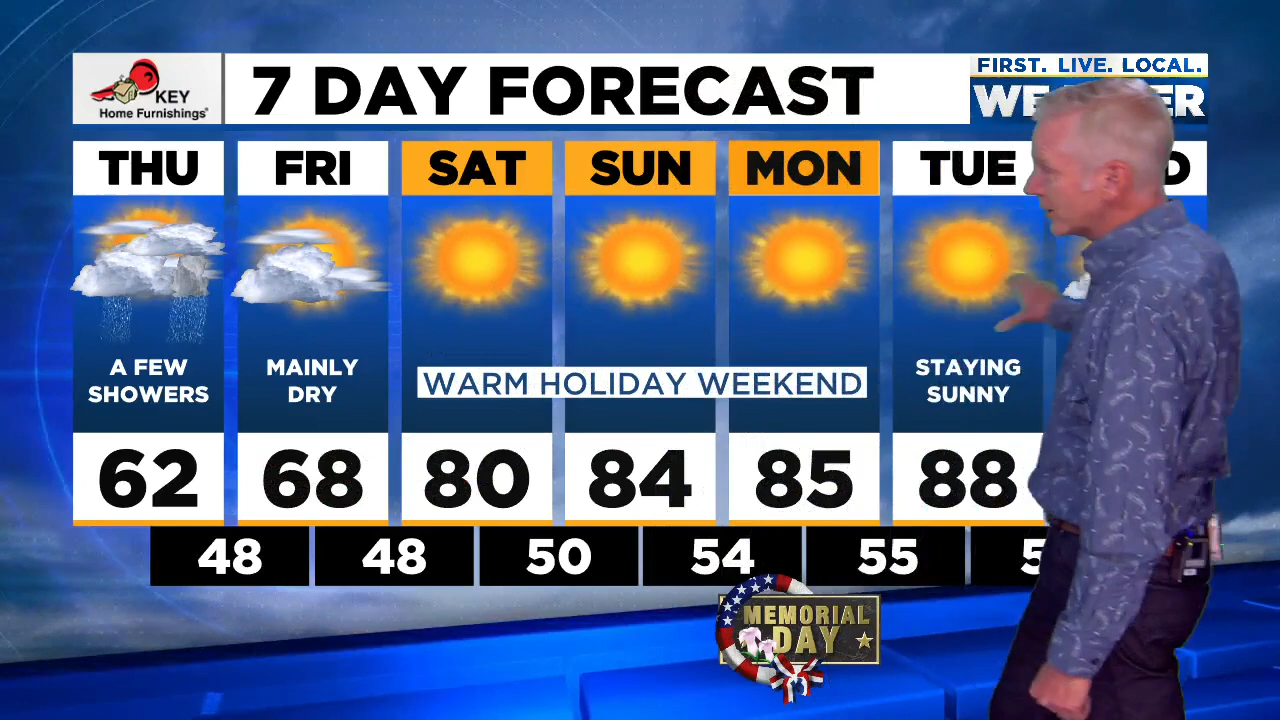 KEY
Home Furnishings
7 DAY FORECAST
FIRST. LIVE. LOCAL.
THU
FRI
SAT
SUN
MON
TUE
A FEW
SHOWERS
MAINLY
DRY
WARM HOLIDAY WEEKEND
STAYING
SUNNY
62
68
80
84
85
88
48
48
50
54
55
MEMORIAL
DAY